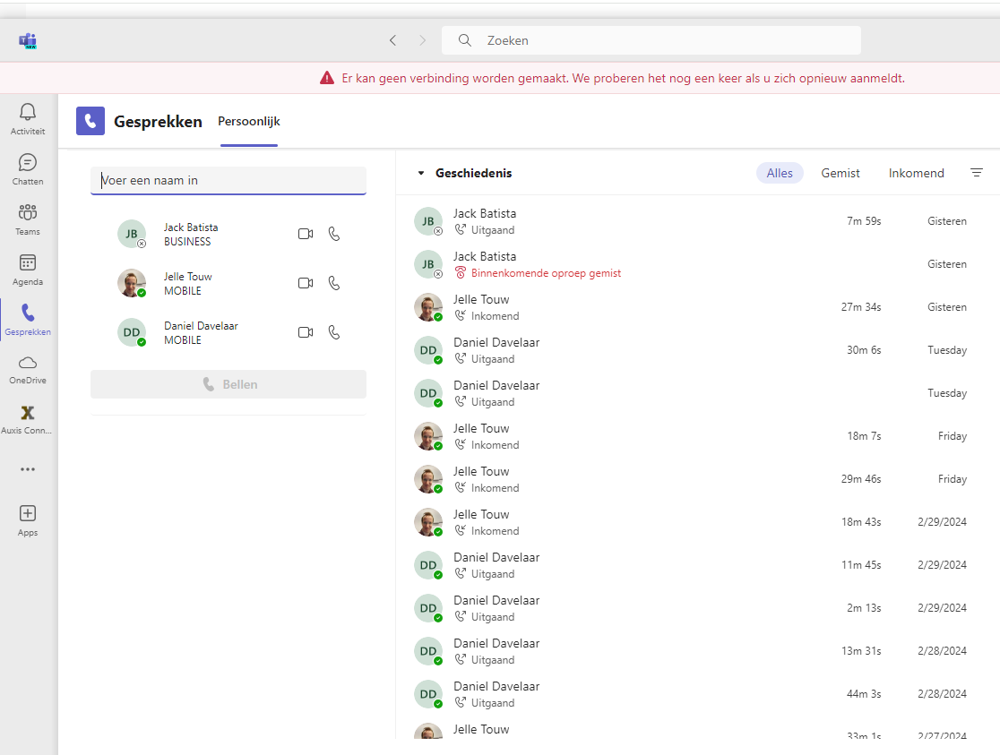 Zoeken
Er kan geen verbinding worden gemaakt. We proberen het nog een keer als u zich opnieuw aanmeldt.
Activiteit
Chatten
Teams
Agenda
Gesprekken
OneDrive
Auxis Conn...
Apps
Gesprekken Persoonlijk
Voer een naam in
JB Jack Batista
BUSINESS
Jelle Touw
MOBILE
DD Daniel Davelaar
MOBILE
Bellen
Geschiedenis Alles Gemist Inkomend
JB Jack Batista 7m 59s Gisteren
Uitgaand
JB Jack Batista Gisteren
Binnenkomende oproep gemist
Jelle Touw 27m 34s Gisteren
Inkomend
DD Daniel Davelaar 30m 6s Tuesday
Uitgaand
DD Daniel Davelaar Tuesday
Uitgaand
Jelle Touw 18m 7s Friday
Inkomend
Jelle Touw 29m 46s Friday
Inkomend
Jelle Touw 18m 43s 2/29/2024
Inkomend
DD Daniel Davelaar 11m 45s 2/29/2024
Uitgaand
DD Daniel Davelaar 2m 13s 2/29/2024
Uitgaand
DD Daniel Davelaar 13m 31s 2/28/2024
Uitgaand
DD Daniel Davelaar 44m 3s 2/28/2024
Uitgaand
Jelle Touw 33m 1s 2/27/2024